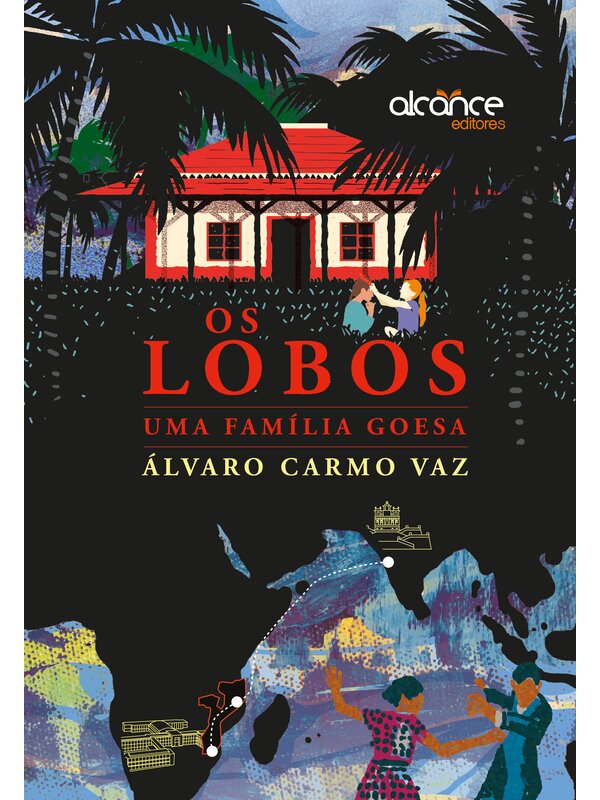 alcance
editores
OS
LOBOS
UMA FAMÍLIA GOESA
ÁLVARO CARMO VAZ